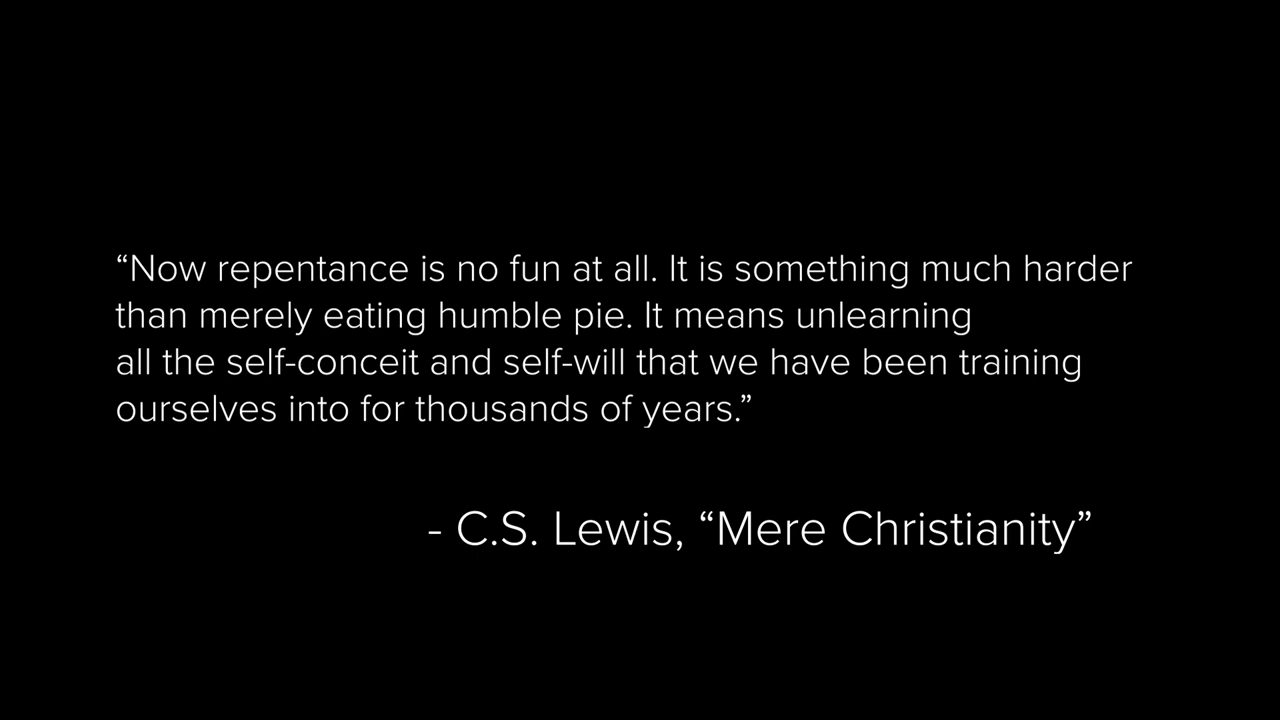 “Now repentance is no fun at all. It is something much harder
than merely eating humble pie. It means unlearning
all the self-conceit and self-will that we have been training
ourselves into for thousands of years.”
- C.S. Lewis, “Mere Christianity”